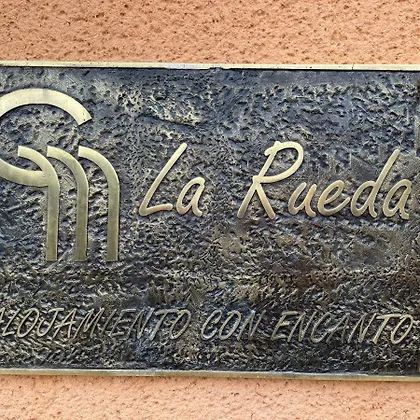 La Rueda
ALOJAMIENTO CON ENCANTO